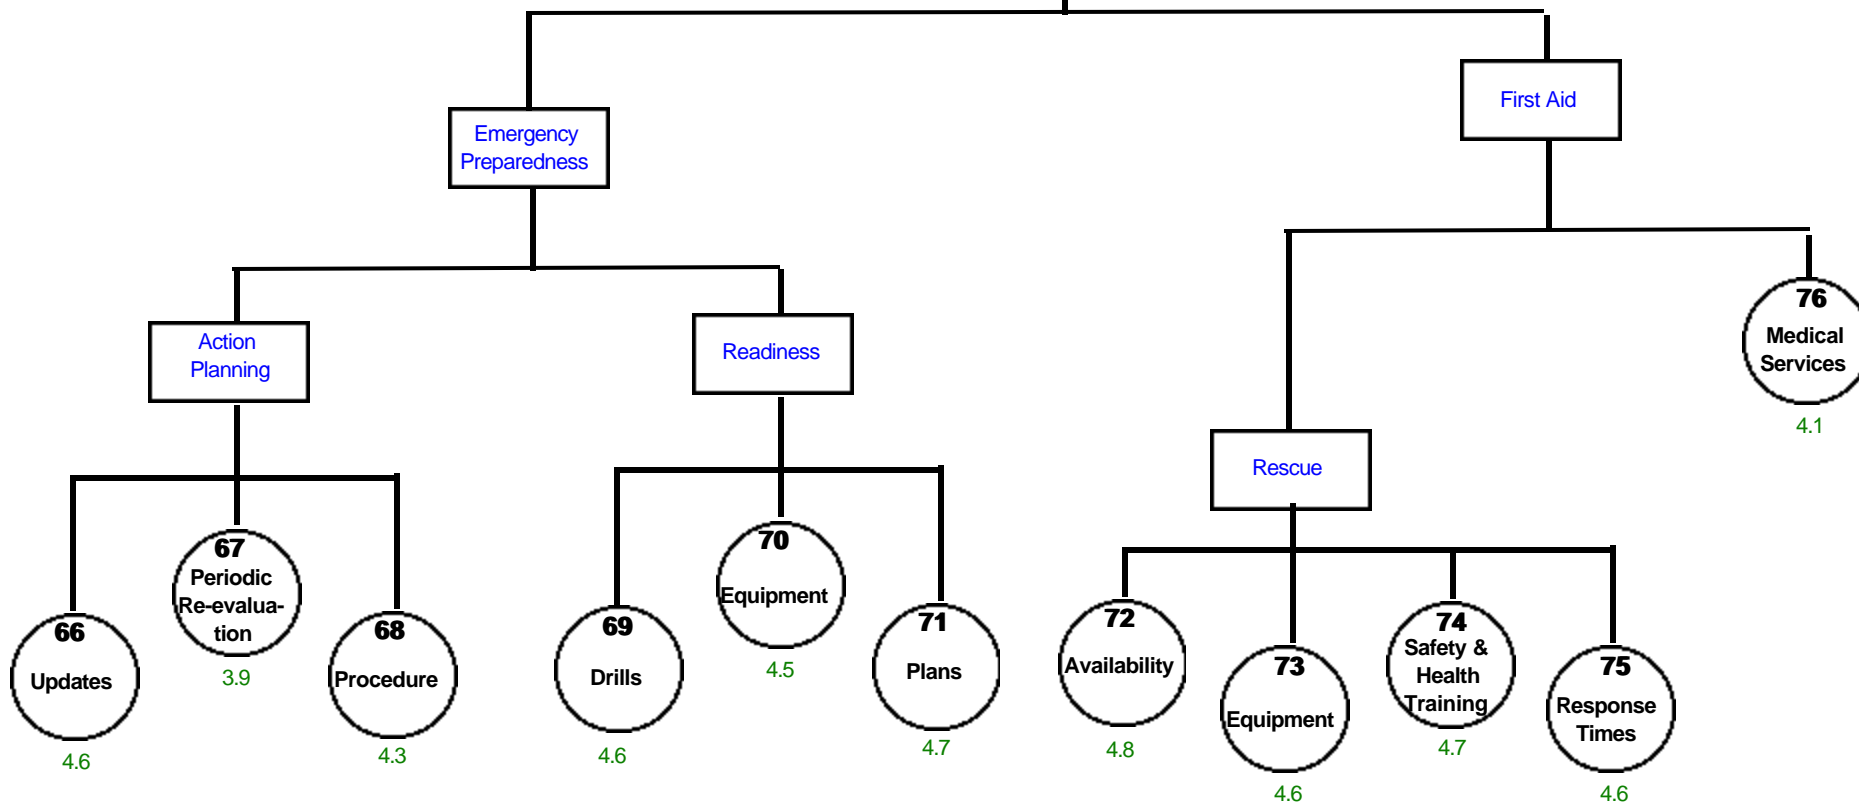 First Aid
Emergency
Preparedness
Action
Planning
Readiness
76
Medical
Services
4.1
Rescue
66
Updates
4.6
67
Periodic
Re-evalua-
tion
3.9
68
Procedure
4.3
69
Drills
4.6
70
Equipment
4.5
71
Plans
4.7
72
Availability
4.8
73
Equipment
4.6
74
Safety &
Health
Training
4.7
75
Response
Times
4.6